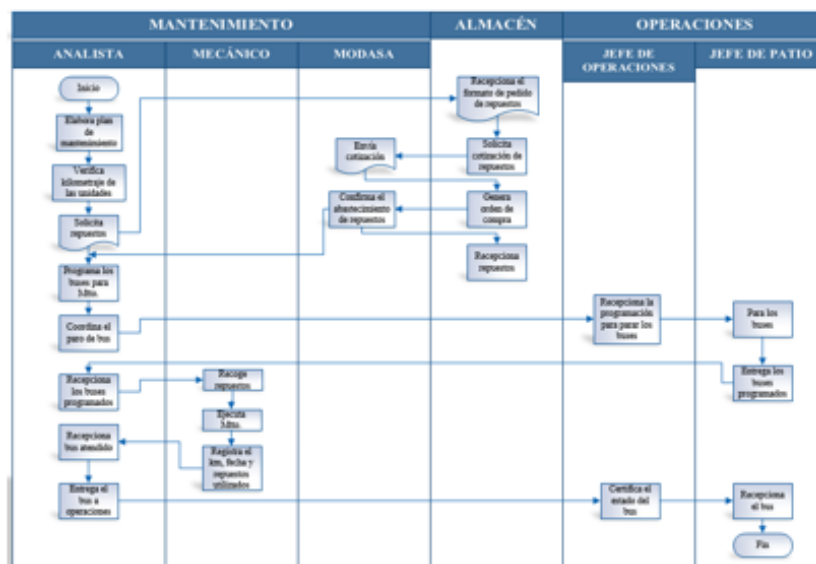 MANTENIMIENTO
ALMACÉN
OPERACIONES
ANALISTA
MECÁNICO
MODASA
JEFE DE
OPERACIONES
JEFE DE PATIO
Inicio
Elabora plan
de
mantenimiento
Verifica
kilometraje de
las unidades
Solicita
repuestos
Programa los
buses para
Mto.
Coordina el
paro de bus
Recepciona
los buses
programados
Recepciona
bus atendido
Entrega el
bus a
operaciones
Recoge
repuestos
Ejecuta
Mto.
Registra el
km, fecha y
repuestos
utilizados
Envía
cotización
Confirma el
abastecimiento
de repuestos
Recepciona el
formato de pedido
de repuestos
Solicita
cotización de
repuestos
Genera
orden de
compra
Recepciona
repuestos
Recepciona la
programación
para parar los
buses
Certifica el
estado del
bus
Para los
buses
Entrega los
buses
programados
Recepciona
el bus
Fin